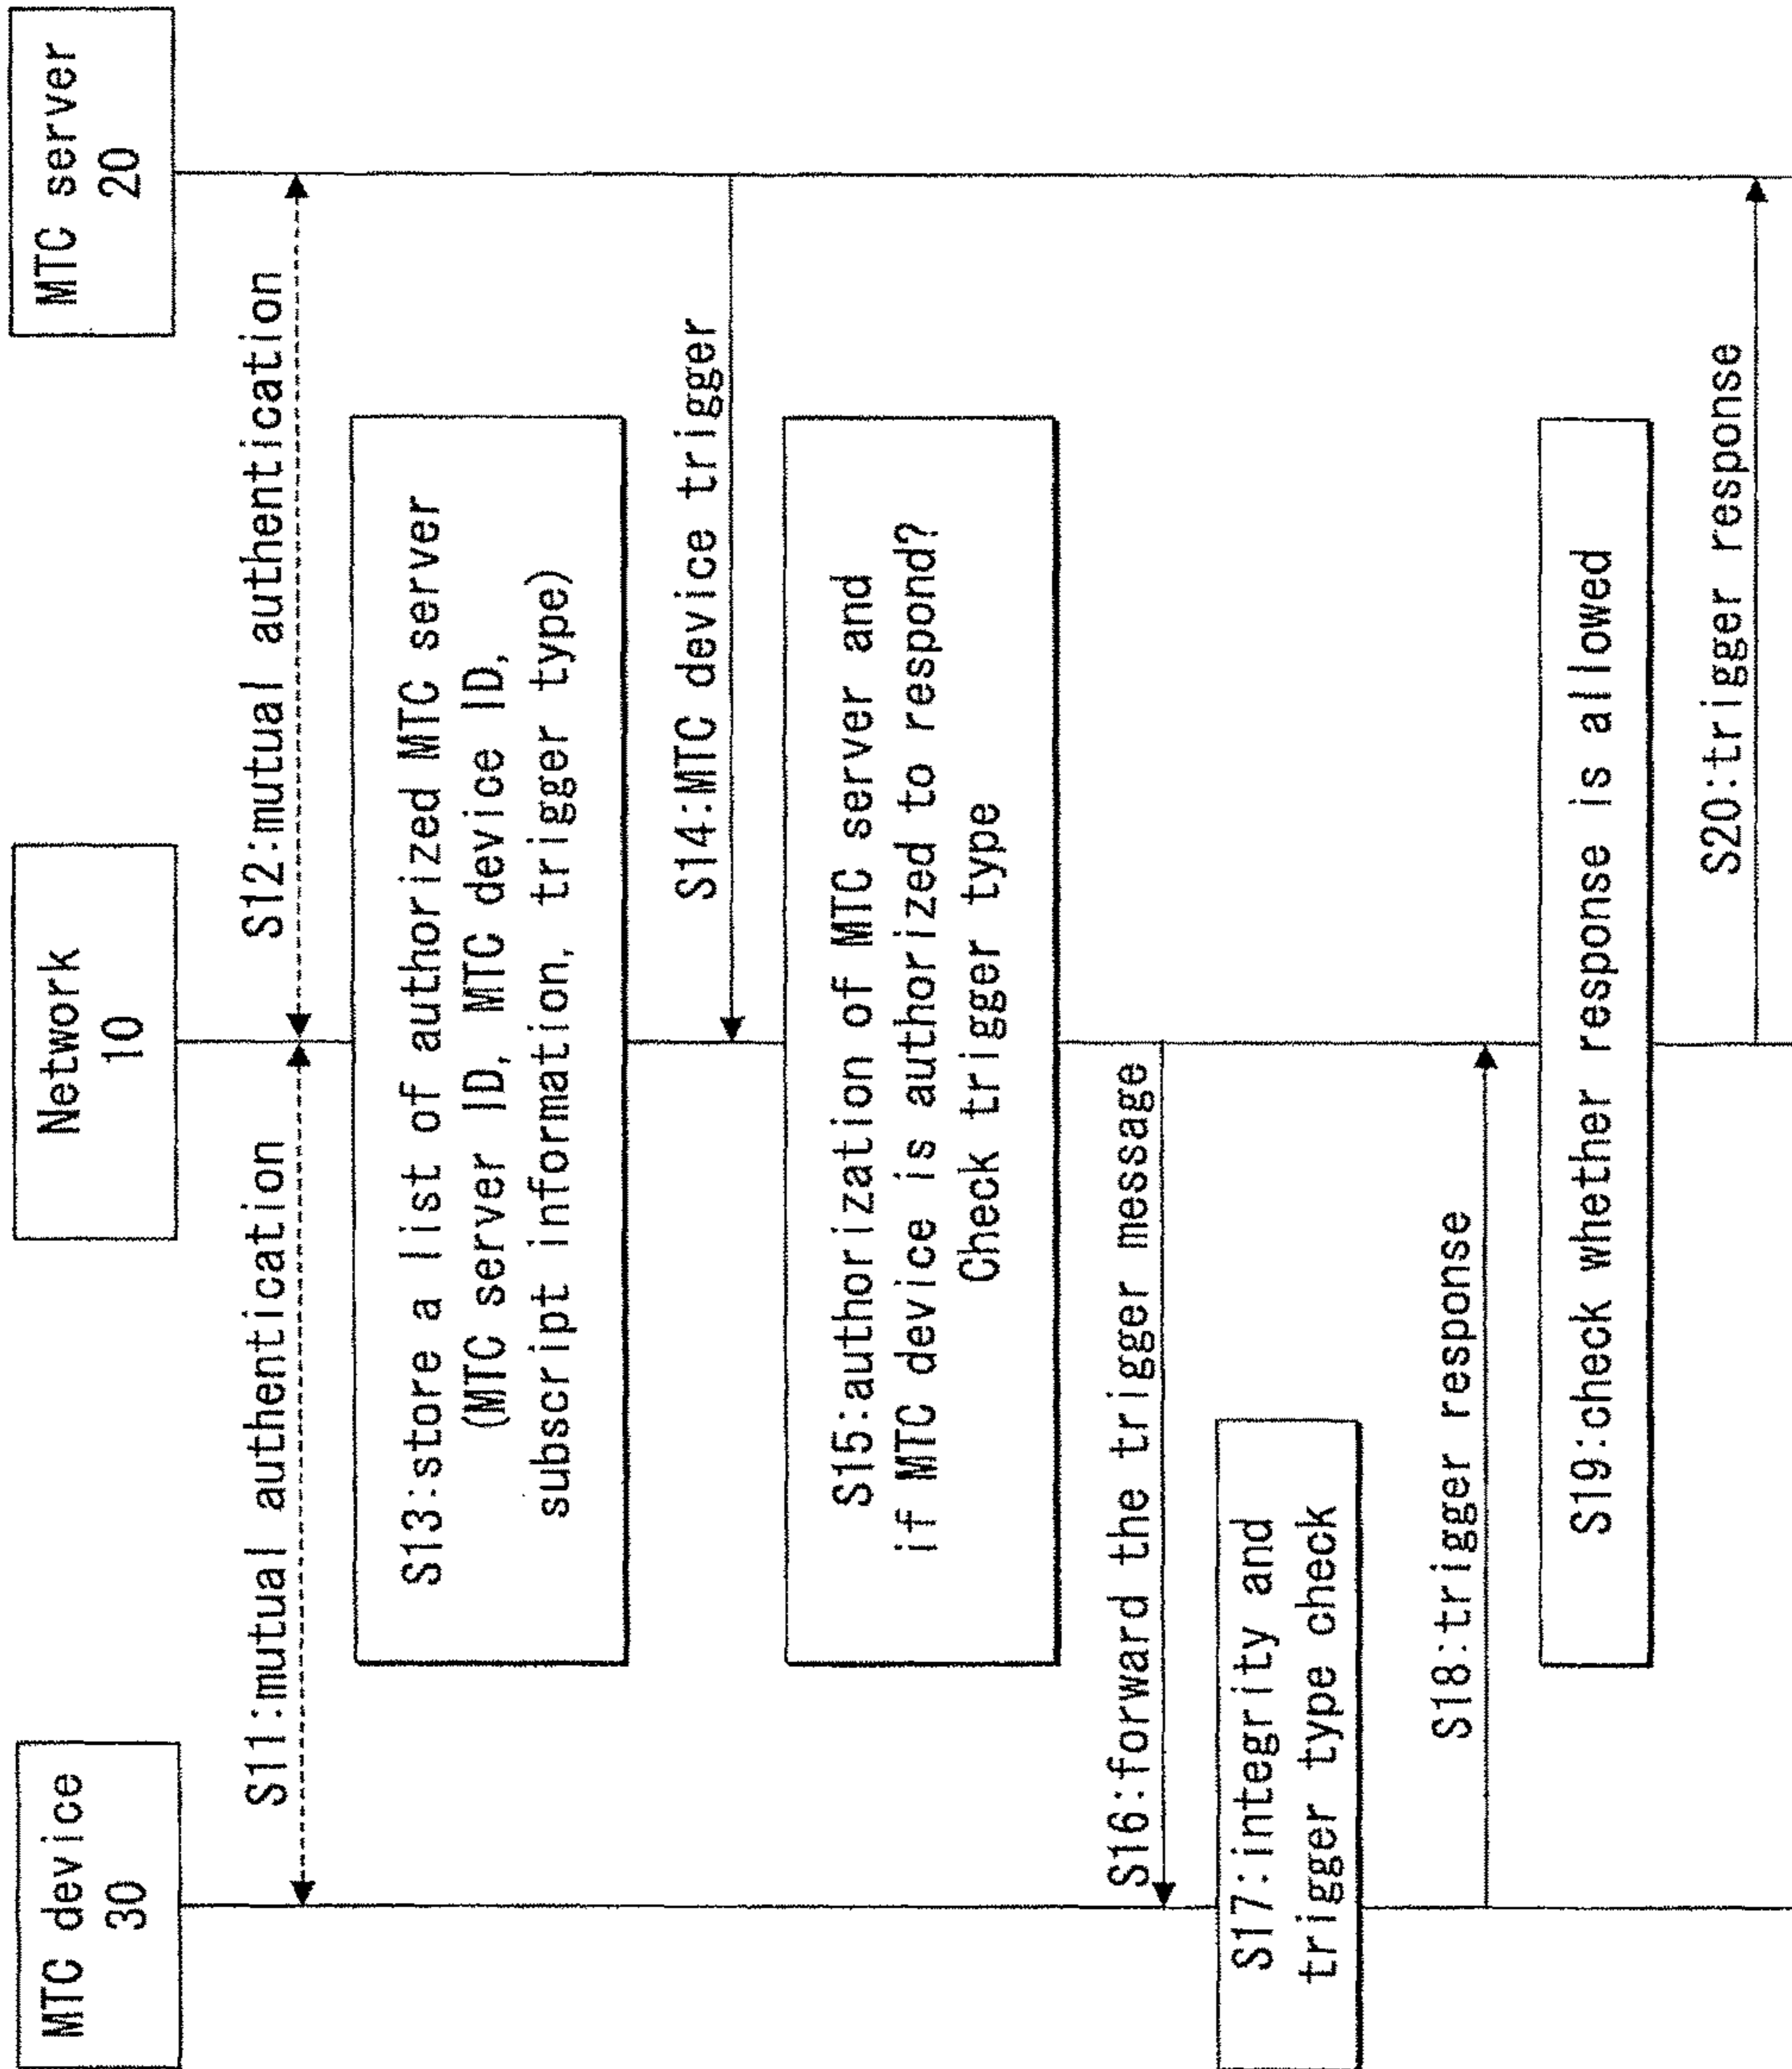 MTC device
30
Network
10
MTC server
20
S11:mutual authentication
S12:mutual authentication
S13:store a list of authorized MTC server
(MTC server ID, MTC device ID,
subscript information, trigger type)
S14:MTC device trigger
S15:authorization of MTC server and
if MTC device is authorized to respond?
Check trigger type
S16:forward the trigger message
S17:integrity and
trigger type check
S18:trigger response
S19:check whether response is allowed
S20:trigger response